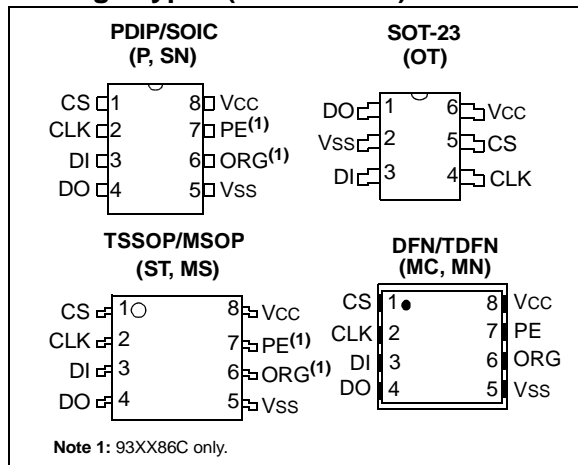 PDIP/SOIC
(P, SN)
CS 1 8 VCC
CLK 2 7 PE(1)
DI 3 6 ORG(1)
DO 4 5 VSS
SOT-23
(OT)
DO 1 6 VCC
VSS 2 5 CS
DI 3 4 CLK
TSSOP/MSOP
(ST, MS)
CS 1 8 VCC
CLK 2 7 PE(1)
DI 3 6 ORG(1)
DO 4 5 VSS
DFN/TDFN
(MC, MN)
CS 1 8 VCC
CLK 2 7 PE
DI 3 6 ORG
DO 4 5 VSS
Note 1: 93XX86C only.